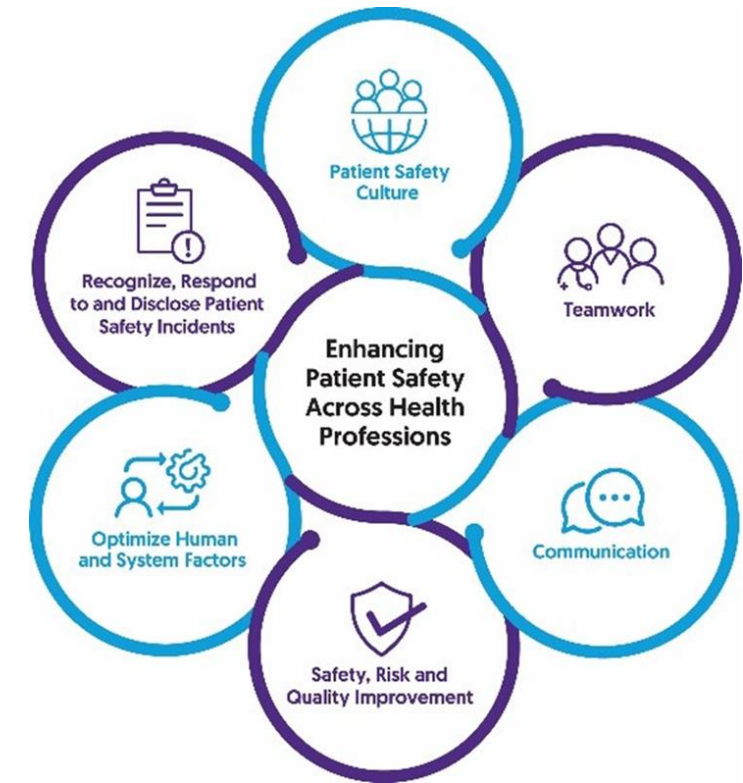 Patient Safety
Culture
Teamwork
Communication
Safety, Risk and
Quality Improvement
Optimize Human
and System Factors
Recognize, Respond
to and Disclose Patient
Safety Incidents
Enhancing
Patient Safety
Across Health
Professions